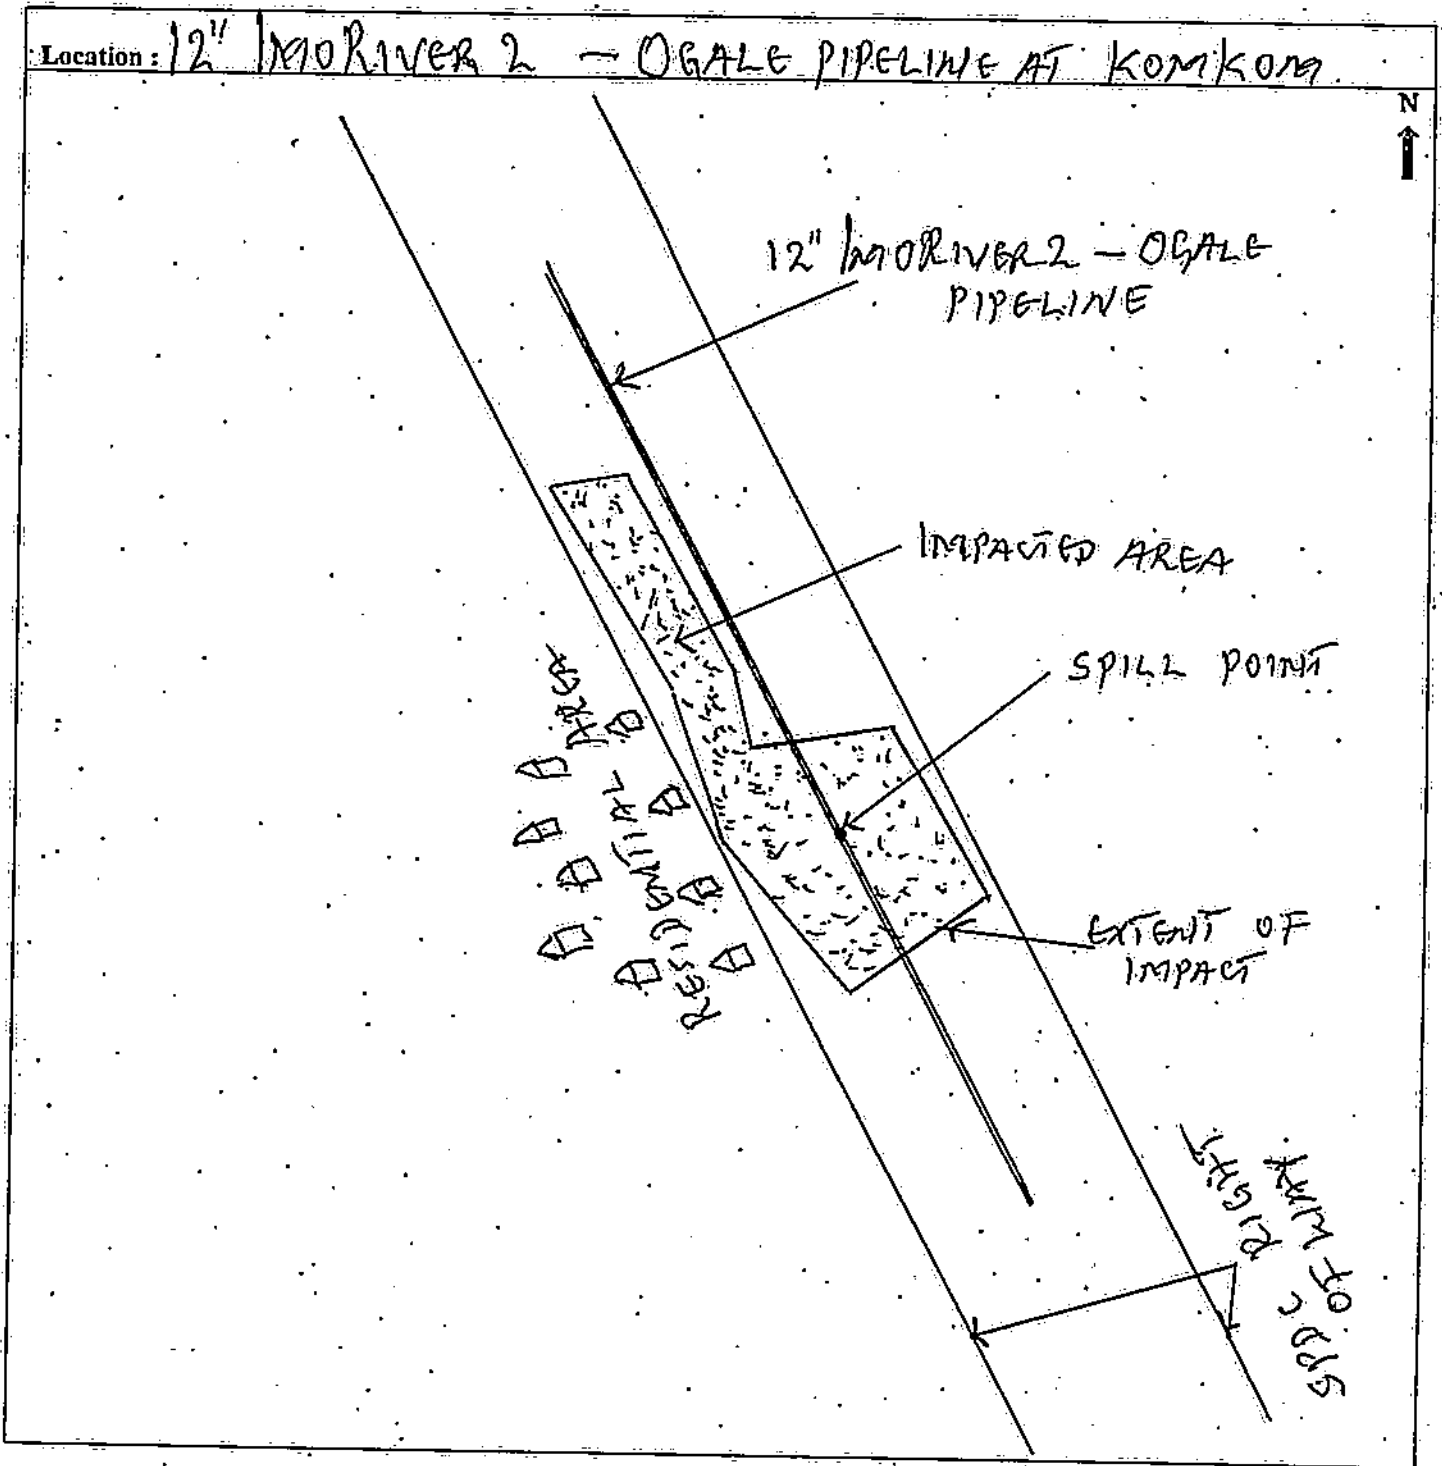 Location : 12" IMORIVER 2 – OGALE PIPELINE AT KOMKOM
N
12" IMORIVER 2 – OGALE
PIPELINE
IMPACTED AREA
SPILL POINT
RESIDENTIAL AREA
EXTENT OF
IMPACT
SPDC RIGHT
OF WAY